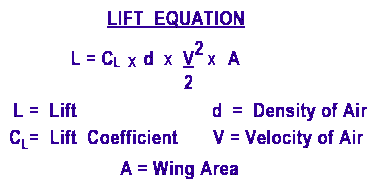 LIFT EQUATION
L = CL x d x V2 x A
2
L = Lift d = Density of Air
CL= Lift Coefficient V = Velocity of Air
A = Wing Area